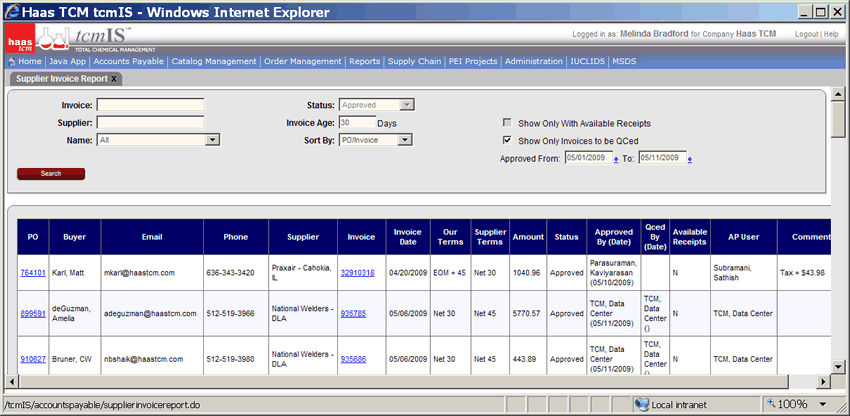 Haas TCM tcmIS - Windows Internet Explorer
haas tcm
tcmIS™
TOTAL CHEMICAL MANAGEMENT
Logged in as: Melinda Bradford for Company Haas TCM
Logout | Help
Home | Java App | Accounts Payable | Catalog Management | Order Management | Reports | Supply Chain | PEI Projects | Administration | IUCLID5 | MSDS
Supplier Invoice Report X
Invoice: Status: Approved
Supplier: Invoice Age: 30 Days Show Only With Available Receipts
Name: All Sort By: PO/Invoice Show Only Invoices to be QCed
Approved From: 05/01/2009 To: 05/11/2009
Search
PO Buyer Email Phone Supplier Invoice Invoice Date Our Terms Supplier Terms Amount Status Approved By (Date) Qced By (Date) Available Receipts AP User Comment
764101 Karl, Matt mkarl@haastcm.com 636-343-3420 Praxair - Cahokia, IL 32910318 04/20/2009 EOM + 45 Net 30 1040.96 Approved Parasuraman, Kaviyarasan (05/10/2009) N Subramani, Sathish Tax = $43.98
899591 deGuzman, Amelia adeguzman@haastcm.com 512-519-3966 National Welders - DLA 935785 05/06/2009 Net 30 Net 45 5770.57 Approved TCM, Data Center (05/11/2009) TCM, Data Center () N TCM, Data Center
910627 Bruner, CW nbshaik@haastcm.com 512-519-3980 National Welders - DLA 935686 05/06/2009 Net 30 Net 45 443.89 Approved TCM, Data Center (05/11/2009) TCM, Data Center () N TCM, Data Center
/tcmIS/accountspayable/supplierinvoicereport.do
Local intranet
100%